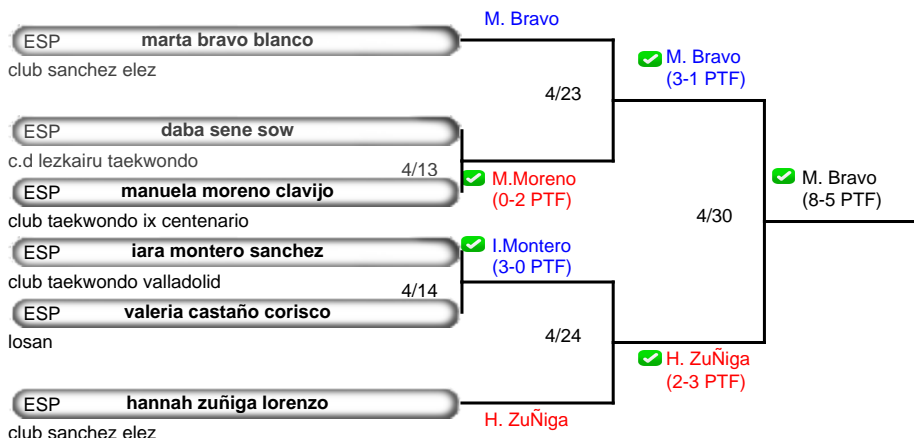 M. Bravo
ESP marta bravo blanco
club sanchez elez
M. Bravo
(3-1 PTF)
4/23
ESP daba sene sow
c.d lezkairu taekwondo
4/13
M.Moreno
(0-2 PTF)
ESP manuela moreno clavijo
club taekwondo ix centenario
M. Bravo
(8-5 PTF)
4/30
ESP iara montero sanchez
club taekwondo valladolid
I.Montero
(3-0 PTF)
4/14
ESP valeria castaño corisco
losan
4/24
H. ZuÑiga
(2-3 PTF)
ESP hannah zuñiga lorenzo
club sanchez elez
H. ZuÑiga